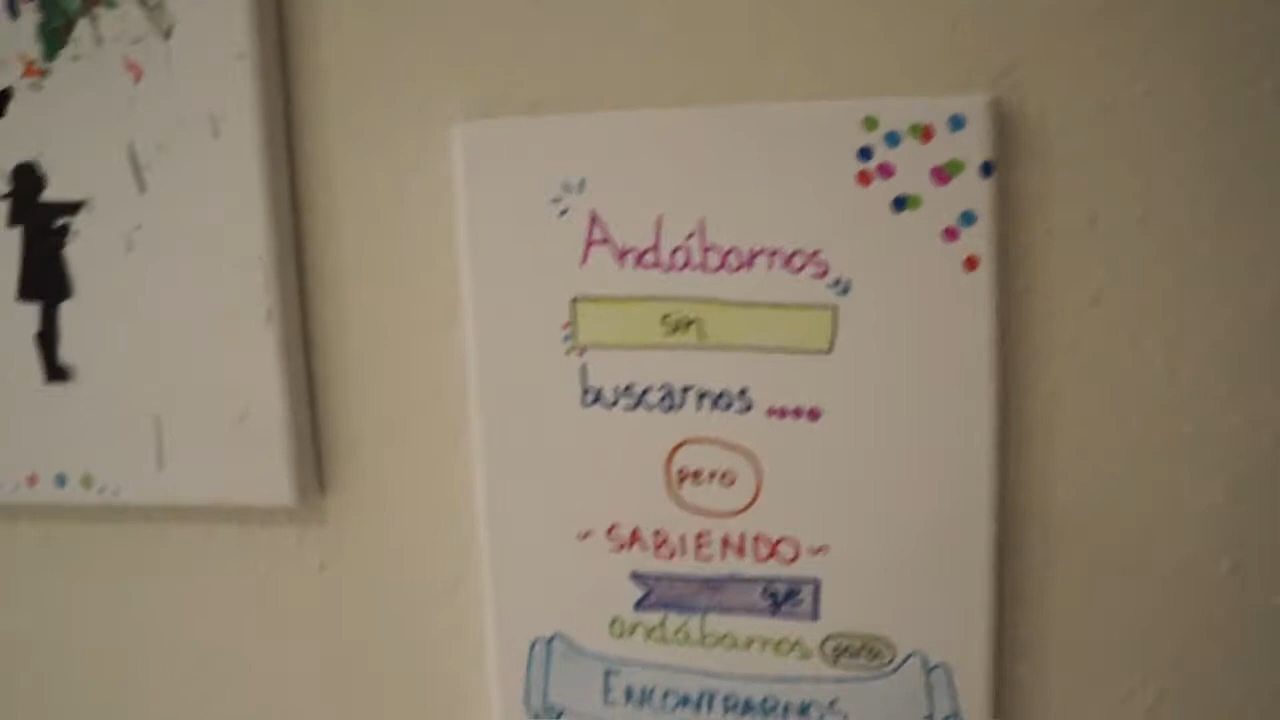 Andábamos
sin
buscarnos ....
pero
~SABIENDO~
que
andábamos para
ENCONTRARNOS